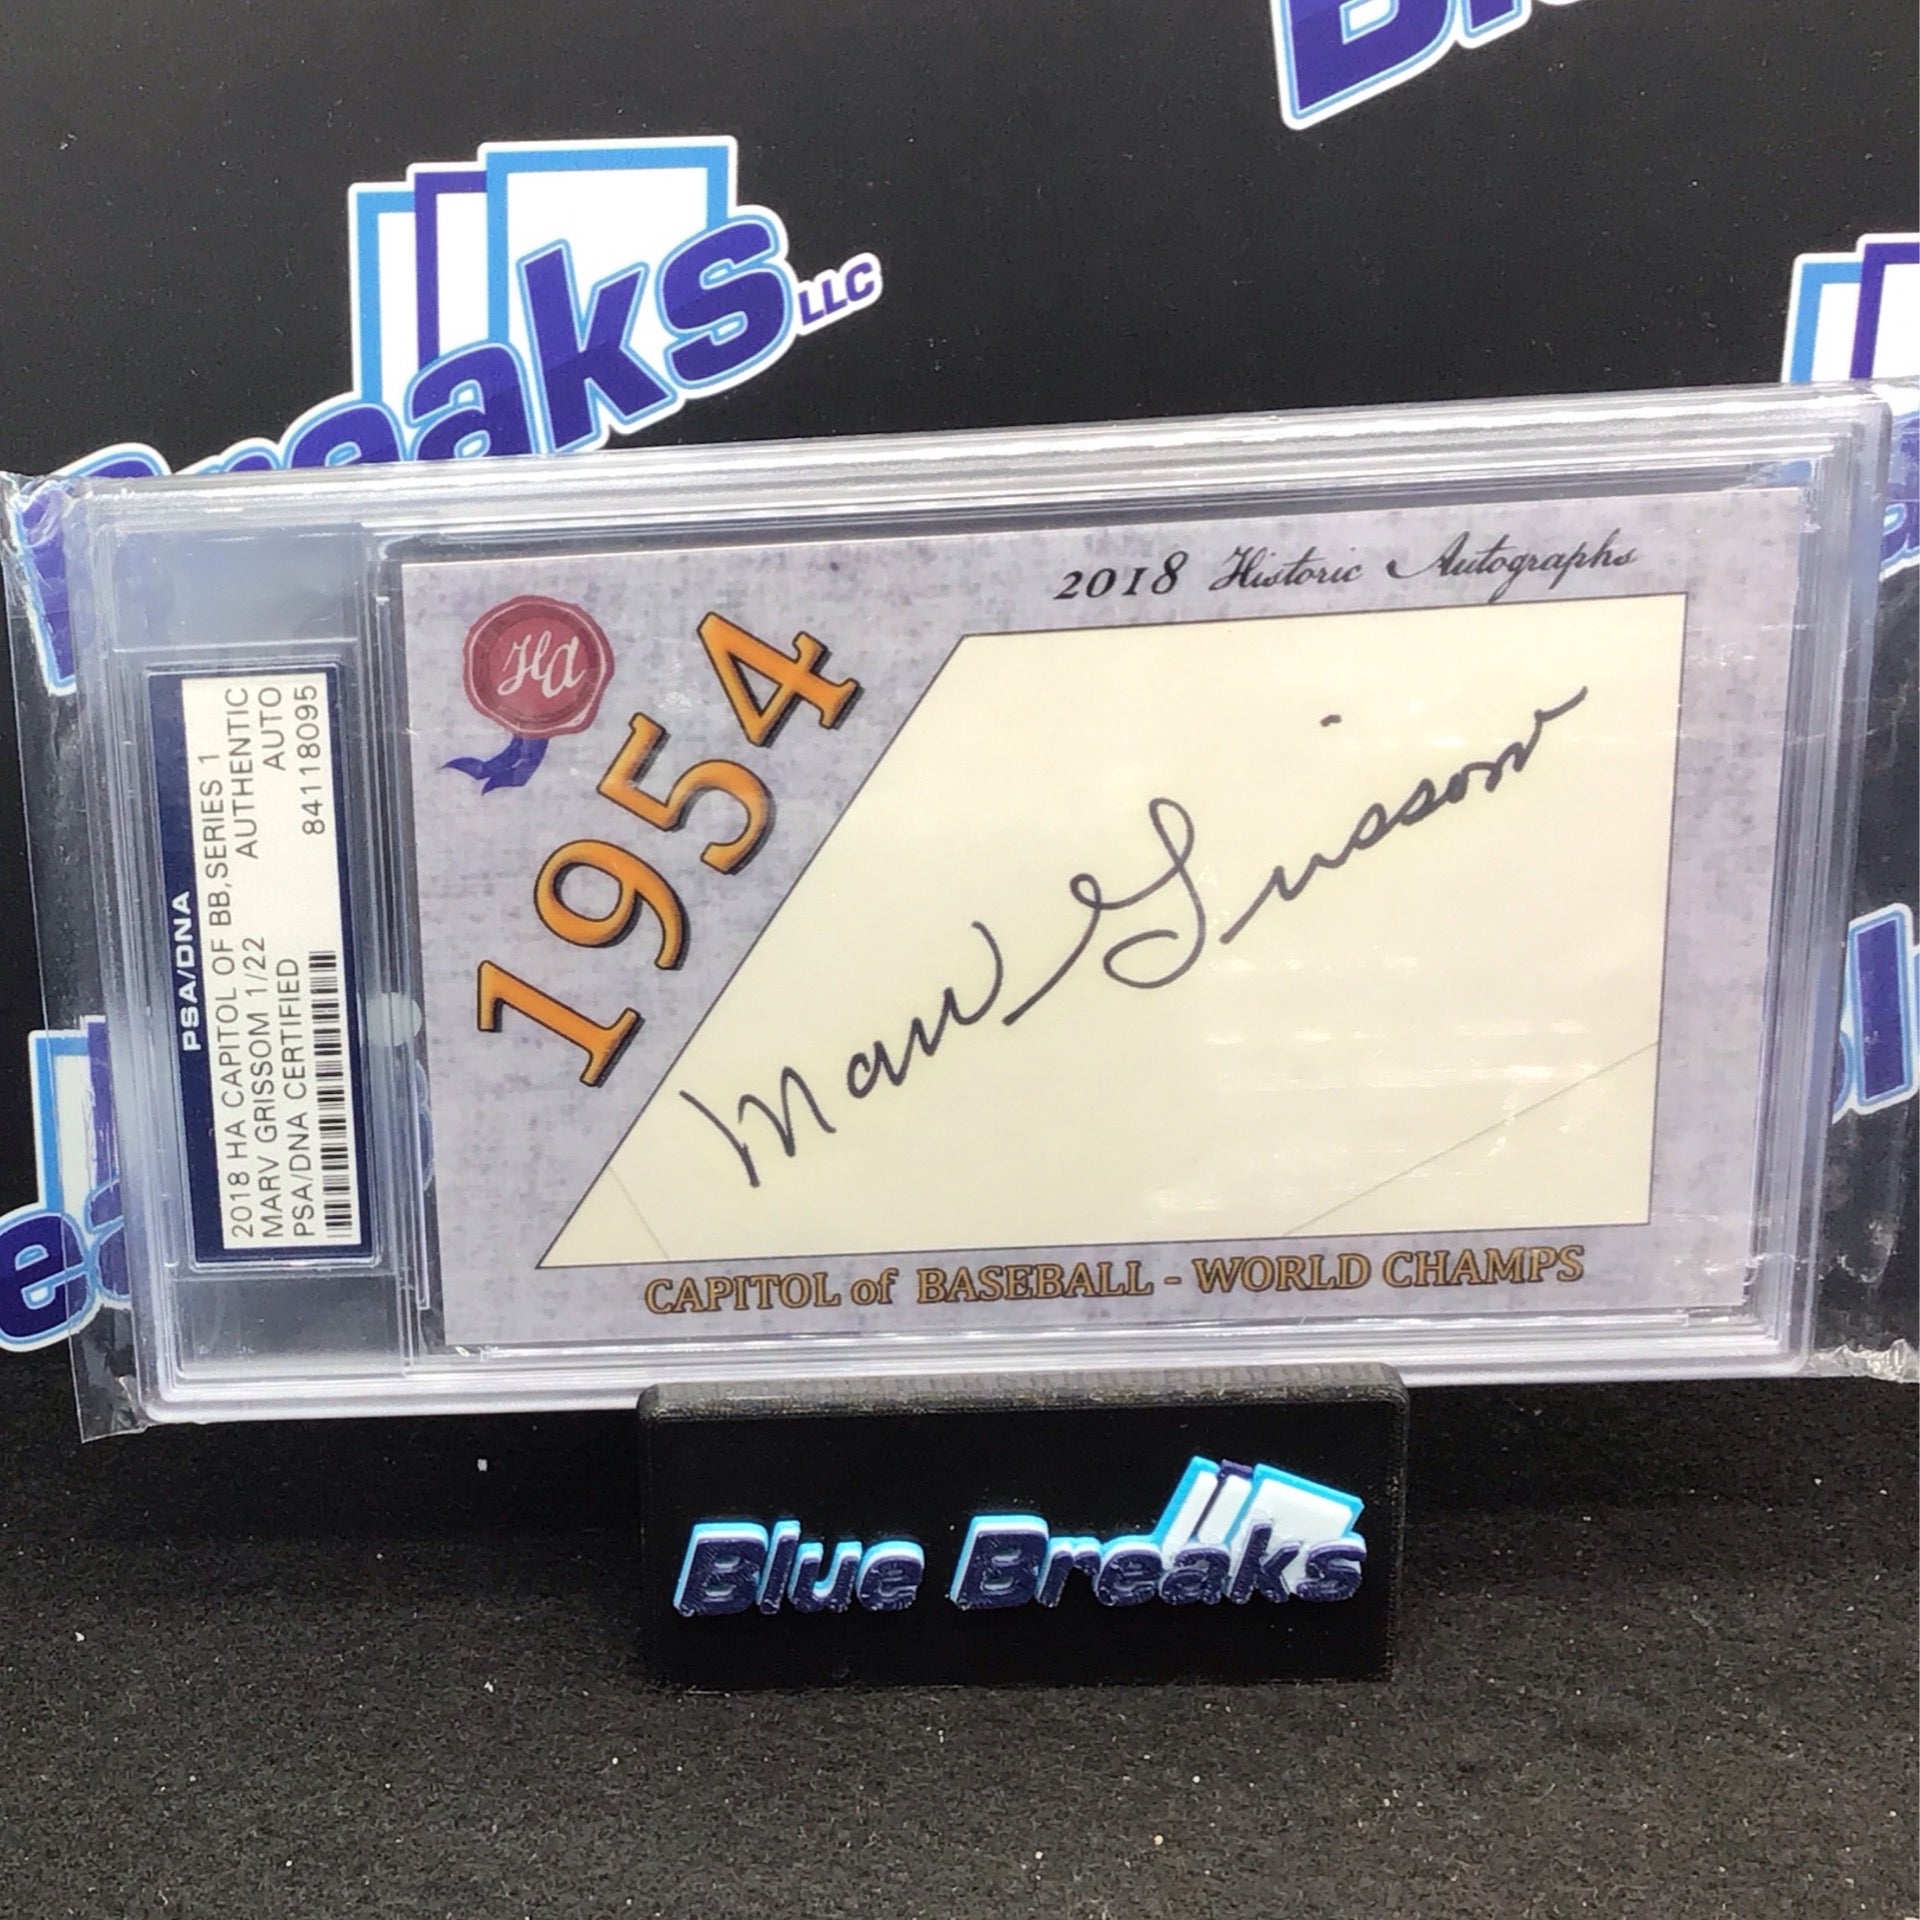 Breaks LLC
PSA/DNA
2018 HA CAPITOL OF BB,SERIES 1
MARV GRISSOM 1/22 AUTHENTIC
PSA/DNA CERTIFIED AUTO
84118095
2018 Historic Autographs
HA
1954
Marv Grissom
CAPITOL of BASEBALL - WORLD CHAMPS
Blue Breaks